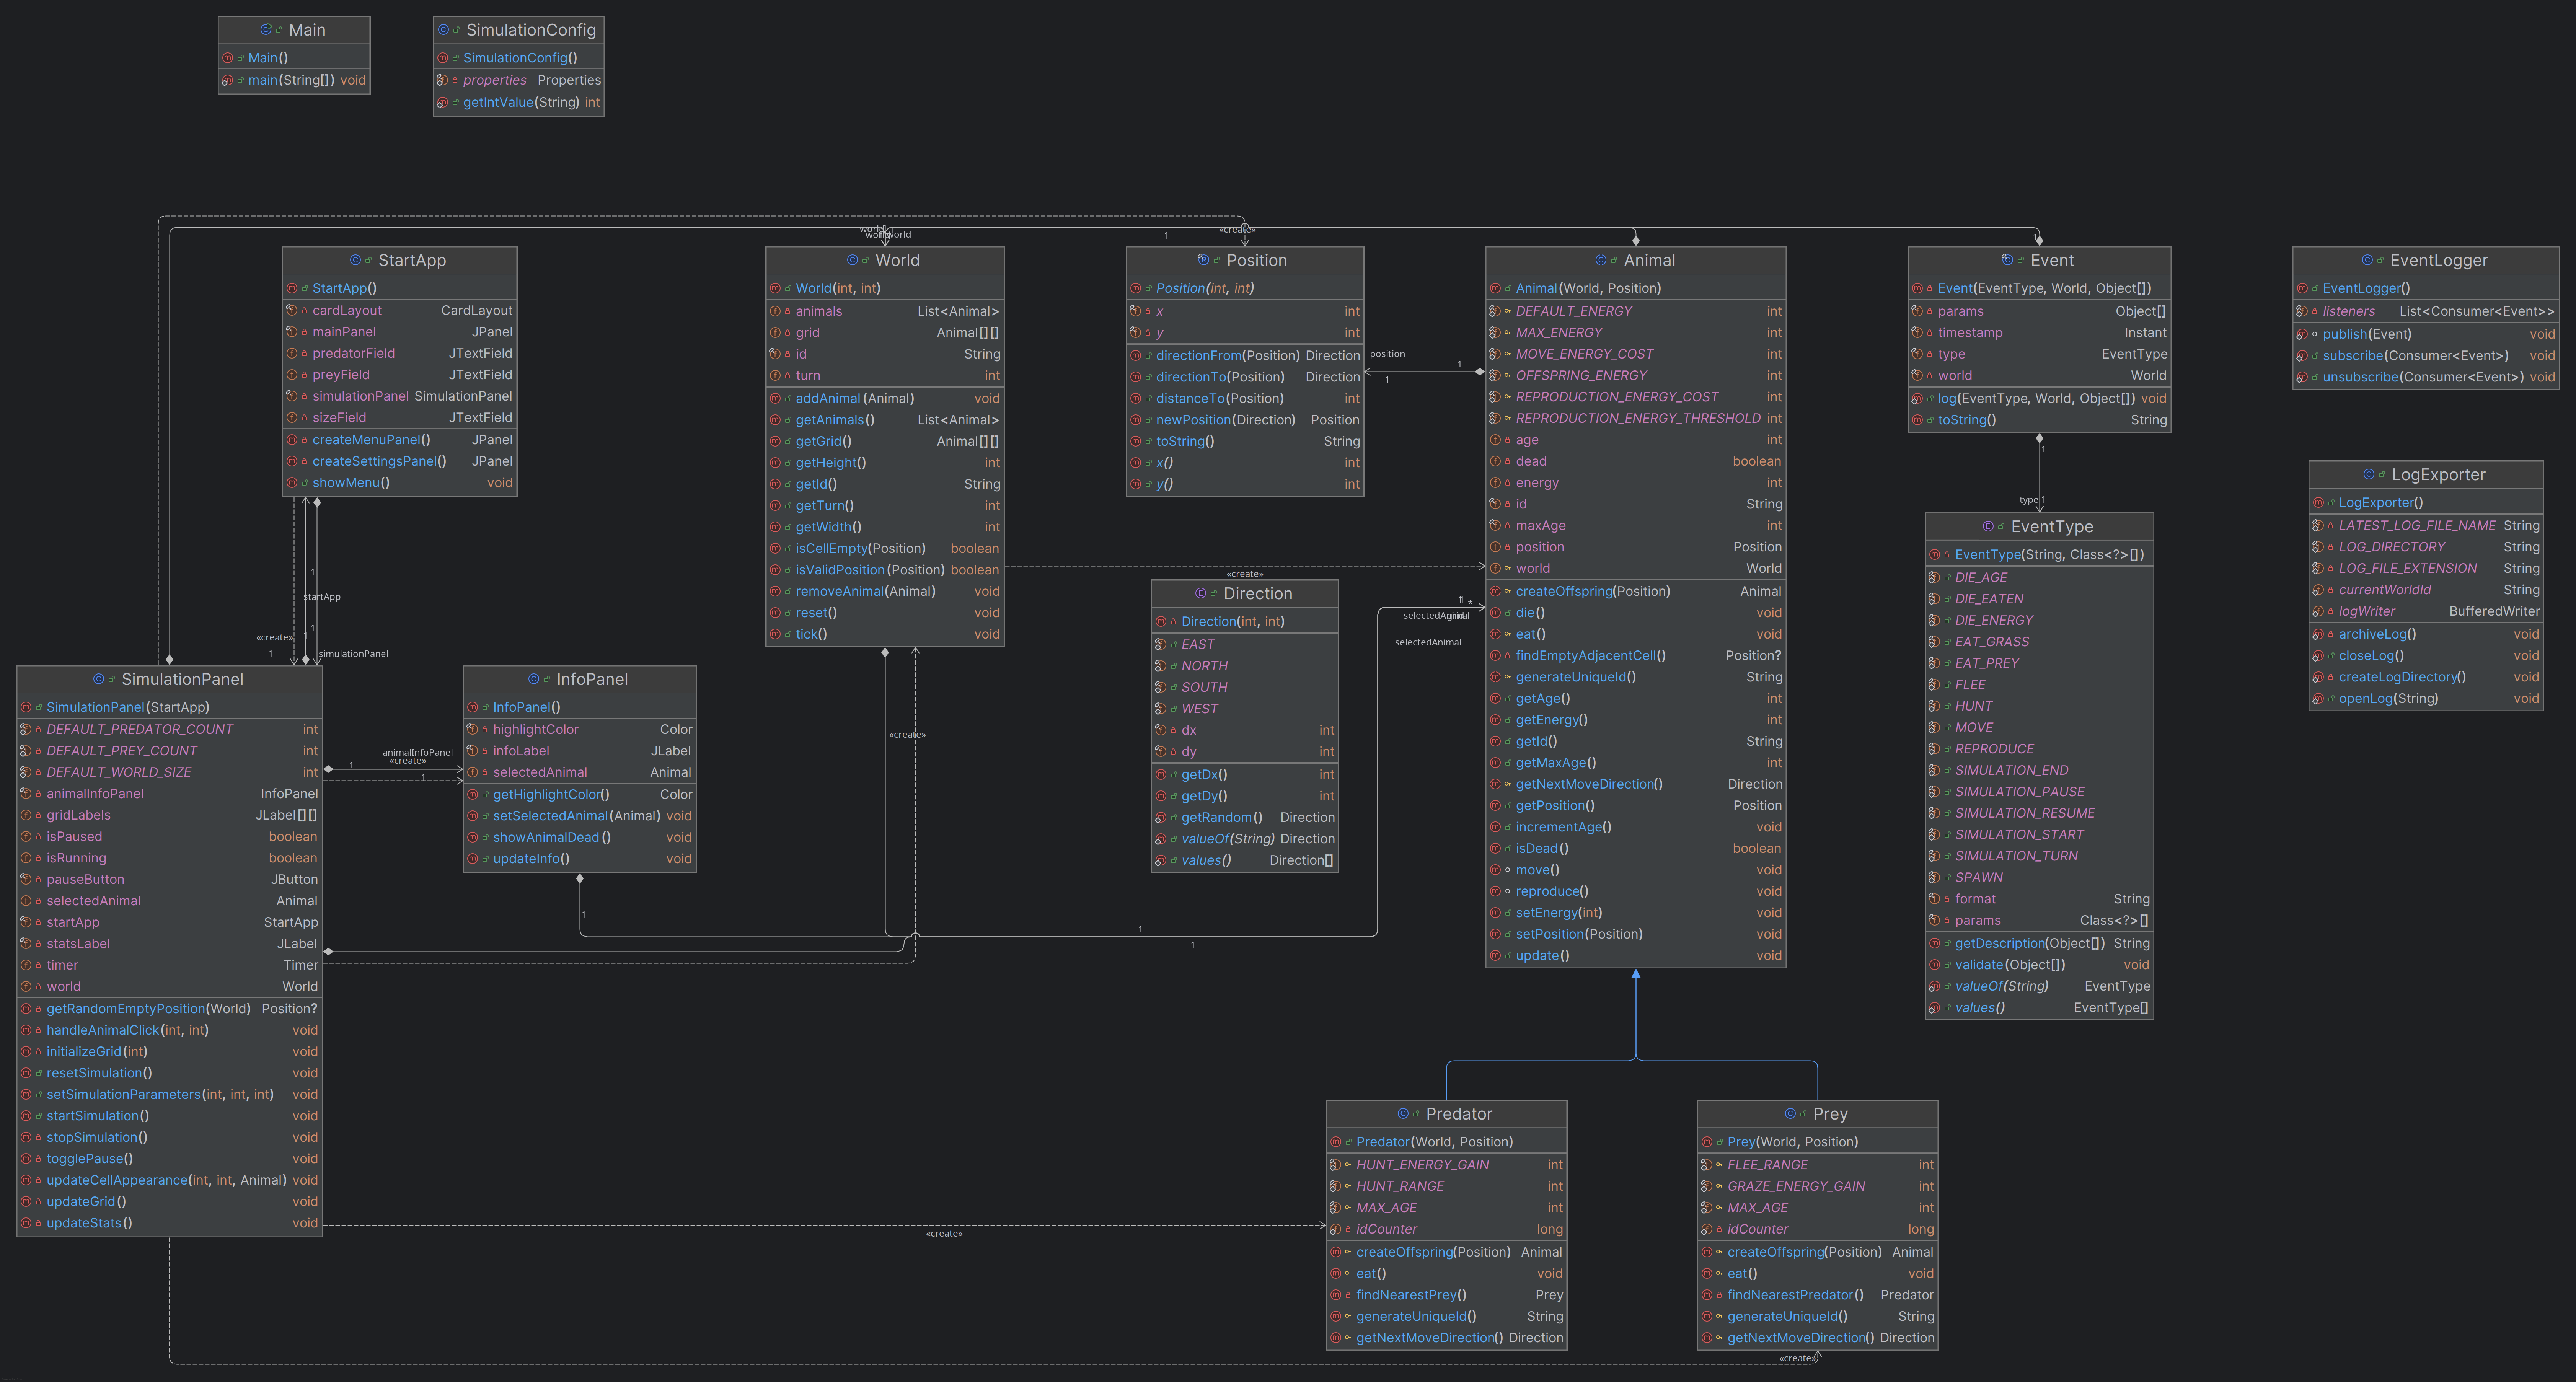 Main
Main()
main(String[]) void
SimulationConfig
SimulationConfig()
properties Properties
getIntValue(String) int
StartApp
StartApp()
cardLayout CardLayout
mainPanel JPanel
predatorField JTextField
preyField JTextField
simulationPanel SimulationPanel
sizeField JTextField
createMenuPanel() JPanel
createSettingsPanel() JPanel
showMenu() void
World
World(int, int)
animals List<Animal>
grid Animal[][]
id String
turn int
addAnimal(Animal) void
getAnimals() List<Animal>
getGrid() Animal[][]
getHeight() int
getId() String
getTurn() int
getWidth() int
isCellEmpty(Position) boolean
isValidPosition(Position) boolean
removeAnimal(Animal) void
reset() void
tick() void
1
«create»
Position
Position(int, int)
x int
y int
directionFrom(Position) Direction
directionTo(Position) Direction
distanceTo(Position) int
newPosition(Direction) Position
toString() String
x() int
y() int
position
1
1
Animal
Animal(World, Position)
DEFAULT_ENERGY int
MAX_ENERGY int
MOVE_ENERGY_COST int
OFFSPRING_ENERGY int
REPRODUCTION_ENERGY_COST int
REPRODUCTION_ENERGY_THRESHOLD int
age int
dead boolean
energy int
id String
maxAge int
position Position
world World
createOffspring(Position) Animal
die() void
eat() void
findEmptyAdjacentCell() Position?
generateUniqueId() String
getAge() int
getEnergy() int
getId() String
getMaxAge() int
getNextMoveDirection() Direction
getPosition() Position
incrementAge() void
isDead() boolean
move() void
reproduce() void
setEnergy(int) void
setPosition(Position) void
update() void
1
Event
Event(EventType, World, Object[])
params Object[]
timestamp Instant
type EventType
world World
log(EventType, World, Object[]) void
toString() String
1
type 1
EventLogger
EventLogger()
listeners List<Consumer<Event>>
publish(Event) void
subscribe(Consumer<Event>) void
unsubscribe(Consumer<Event>) void
LogExporter
LogExporter()
LATEST_LOG_FILE_NAME String
LOG_DIRECTORY String
LOG_FILE_EXTENSION String
currentWorldId String
logWriter BufferedWriter
archiveLog() void
closeLog() void
createLogDirectory() void
openLog(String) void
EventType
EventType(String, Class<?>[])
DIE_AGE
DIE_EATEN
DIE_ENERGY
EAT_GRASS
EAT_PREY
FLEE
HUNT
MOVE
REPRODUCE
SIMULATION_END
SIMULATION_PAUSE
SIMULATION_RESUME
SIMULATION_START
SIMULATION_TURN
SPAWN
format String
params Class<?>[]
getDescription(Object[]) String
validate(Object[]) void
valueOf(String) EventType
values() EventType[]
«create»
Direction
Direction(int, int)
EAST
NORTH
SOUTH
WEST
dx int
dy int
getDx() int
getDy() int
getRandom() Direction
valueOf(String) Direction
values() Direction[]
*
selectedAnimal
1
startApp
1
1
«create»
1
simulationPanel
SimulationPanel
SimulationPanel(StartApp)
DEFAULT_PREDATOR_COUNT int
DEFAULT_PREY_COUNT int
DEFAULT_WORLD_SIZE int
animalInfoPanel InfoPanel
gridLabels JLabel[][]
isPaused boolean
isRunning boolean
pauseButton JButton
selectedAnimal Animal
startApp StartApp
statsLabel JLabel
timer Timer
world World
getRandomEmptyPosition(World) Position?
handleAnimalClick(int, int) void
initializeGrid(int) void
resetSimulation() void
setSimulationParameters(int, int, int) void
startSimulation() void
stopSimulation() void
togglePause() void
updateCellAppearance(int, int, Animal) void
updateGrid() void
updateStats() void
animalInfoPanel
1
«create»
1
InfoPanel
InfoPanel()
highlightColor Color
infoLabel JLabel
selectedAnimal Animal
getHighlightColor() Color
setSelectedAnimal(Animal) void
showAnimalDead() void
updateInfo() void
«create»
1
1
1
Predator
Predator(World, Position)
HUNT_ENERGY_GAIN int
HUNT_RANGE int
MAX_AGE int
idCounter long
createOffspring(Position) Animal
eat() void
findNearestPrey() Prey
generateUniqueId() String
getNextMoveDirection() Direction
Prey
Prey(World, Position)
FLEE_RANGE int
GRAZE_ENERGY_GAIN int
MAX_AGE int
idCounter long
createOffspring(Position) Animal
eat() void
findNearestPredator() Predator
generateUniqueId() String
getNextMoveDirection() Direction
«create»
«create»